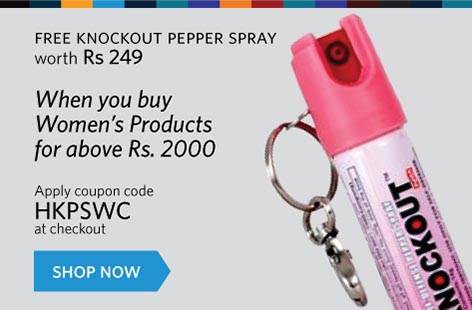 FREE KNOCKOUT PEPPER SPRAY
worth Rs 249
When you buy
Women's Products
for above Rs. 2000
Apply coupon code
HKPSWC
at checkout
SHOP NOW
KNOCKOUT